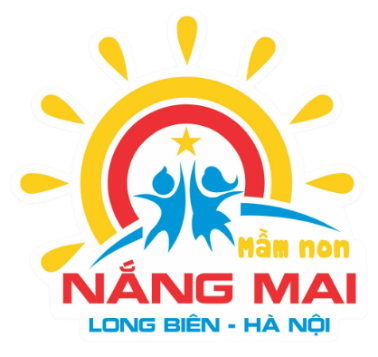 Mầm non
NẮNG MAI
LONG BIÊN - HÀ NỘI